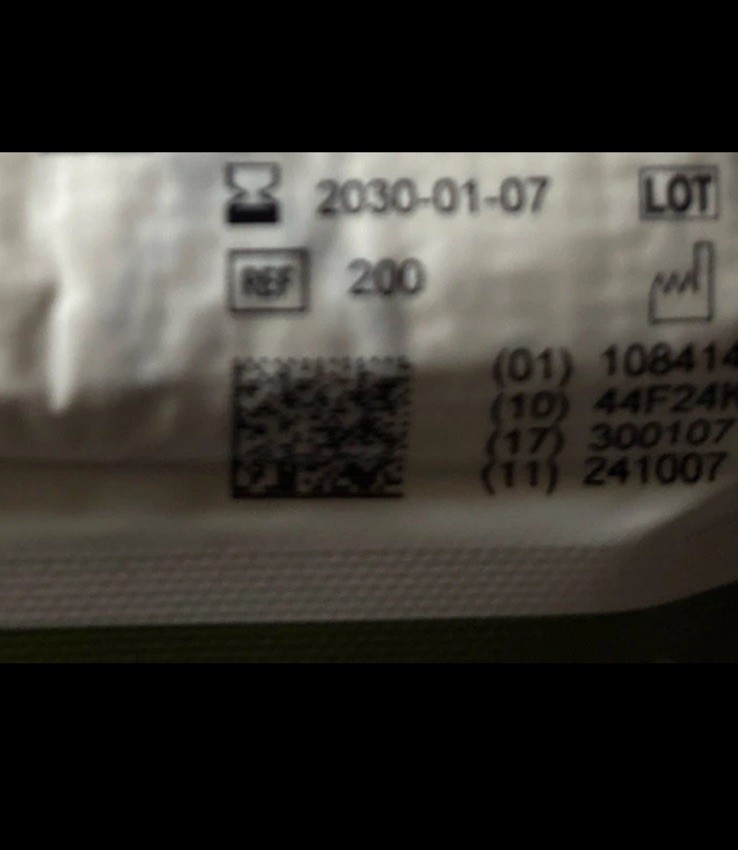 2030-01-07 LOT
REF 200
(01) 108414
(10) 44F24
(17) 300107
(11) 241007